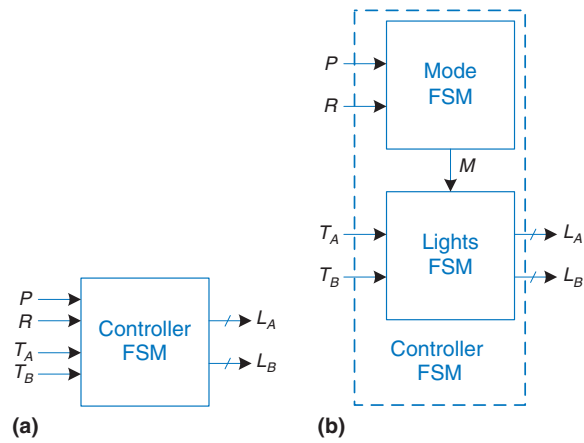 P
R
T_A
T_B
Controller
FSM
L_A
L_B
(a)
P
R
Mode
FSM
M
T_A
T_B
Lights
FSM
L_A
L_B
Controller
FSM
(b)